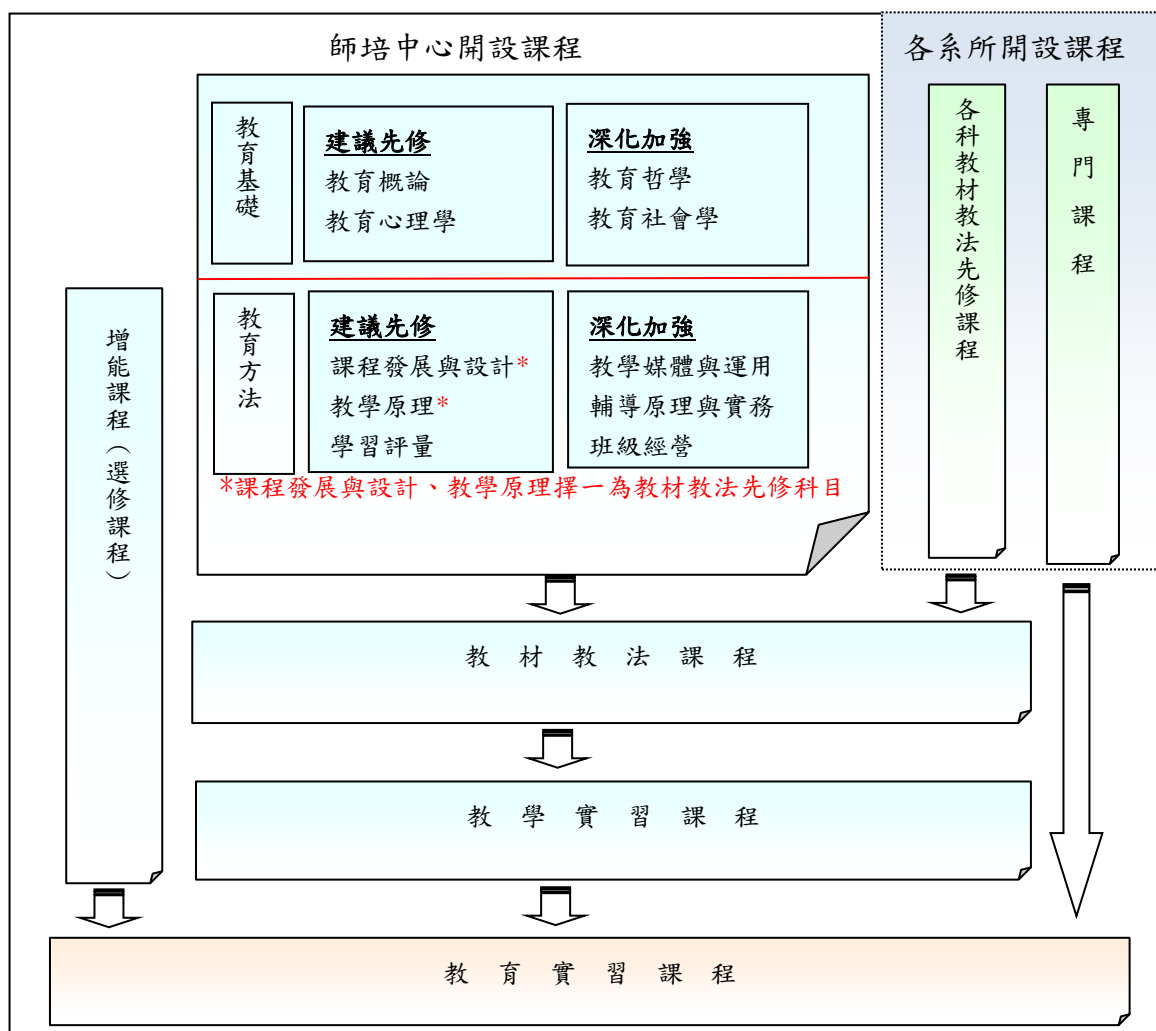 師培中心開設課程
各系所開設課程
教育基礎
建議先修
教育概論
教育心理學
深化加強
教育哲學
教育社會學
教育方法
建議先修
課程發展與設計*
教學原理*
學習評量
深化加強
教學媒體與運用
輔導原理與實務
班級經營
*課程發展與設計、教學原理擇一為教材教法先修科目
各科教材教法先修課程
專門課程
增能課程（選修課程）
教材教法課程
教學實習課程
教育實習課程